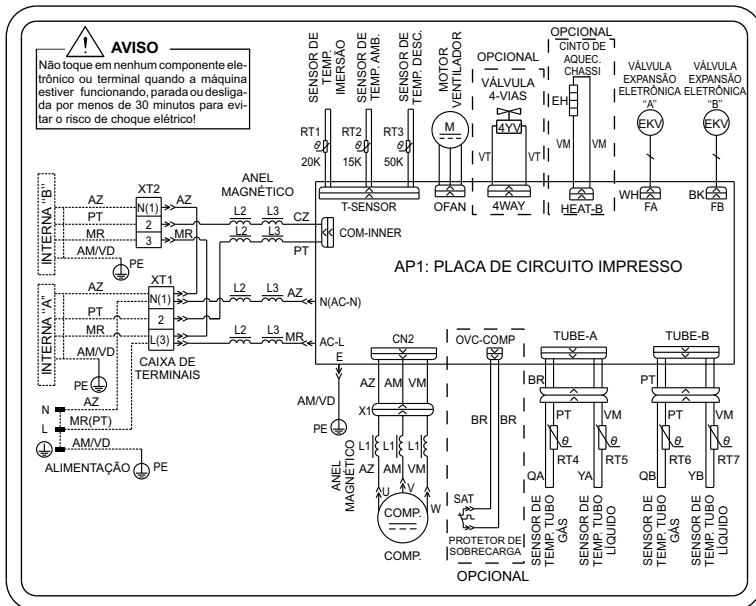 AVISO
Não toque em nenhum componente ele-
trônico ou terminal quando a máquina
estiver funcionando, parada ou desliga-
da por menos de 30 minutos para evi-
tar o risco de choque elétrico!
SENSOR DE
TEMP.
IMERSÃO
SENSOR DE
TEMP. AMB.
SENSOR DE
TEMP. DESC.
MOTOR
VENTILADOR
OPCIONAL
VÁLVULA
4-VIAS
OPCIONAL
CINTO DE
AQUEC.
CHASSI
VÁLVULA
EXPANSÃO
ELETRÔNICA
“A”
VÁLVULA
EXPANSÃO
ELETRÔNICA
“B”
RT1
θ
20K
RT2
θ
15K
RT3
θ
50K
M
4YV
VT
VT
EH
VM
VM
EKV
EKV
T-SENSOR
OFAN
4WAY
HEAT-B
WH
FA
BK
FB
INTERNA “B”
AZ
PT
MR
AM/VD
PE
XT2
N(1)
2
3
AZ
MR
ANEL
MAGNÉTICO
L2
L3
CZ
L2
L3
PT
COM-INNER
AP1: PLACA DE CIRCUITO IMPRESSO
INTERNA “A”
AZ
PT
MR
AM/VD
PE
XT1
N(1)
2
L(3)
CAIXA DE
TERMINAIS
L2
L3
AZ
N(AC-N)
L2
L3
MR
AC-L
E
AM/VD
PE
N
AZ
L
MR(PT)
AM/VD
ALIMENTAÇÃO
PE
CN2
AZ
AM
VM
X1
L1
L1
L1
AZ
AM
VM
ANEL
MAGNÉTICO
U
V
W
COMP.
COMP.
OVC-COMP
BR
BR
SAT
PROTETOR DE
SOBRECARGA
OPCIONAL
TUBE-A
BR
PT
VM
θ
RT4
θ
RT5
QA
YA
SENSOR DE
TEMP. TUBO
GÁS
SENSOR DE
TEMP. TUBO
LÍQUIDO
TUBE-B
PT
PT
VM
θ
RT6
θ
RT7
QB
YB
SENSOR DE
TEMP. TUBO
GÁS
SENSOR DE
TEMP. TUBO
LÍQUIDO